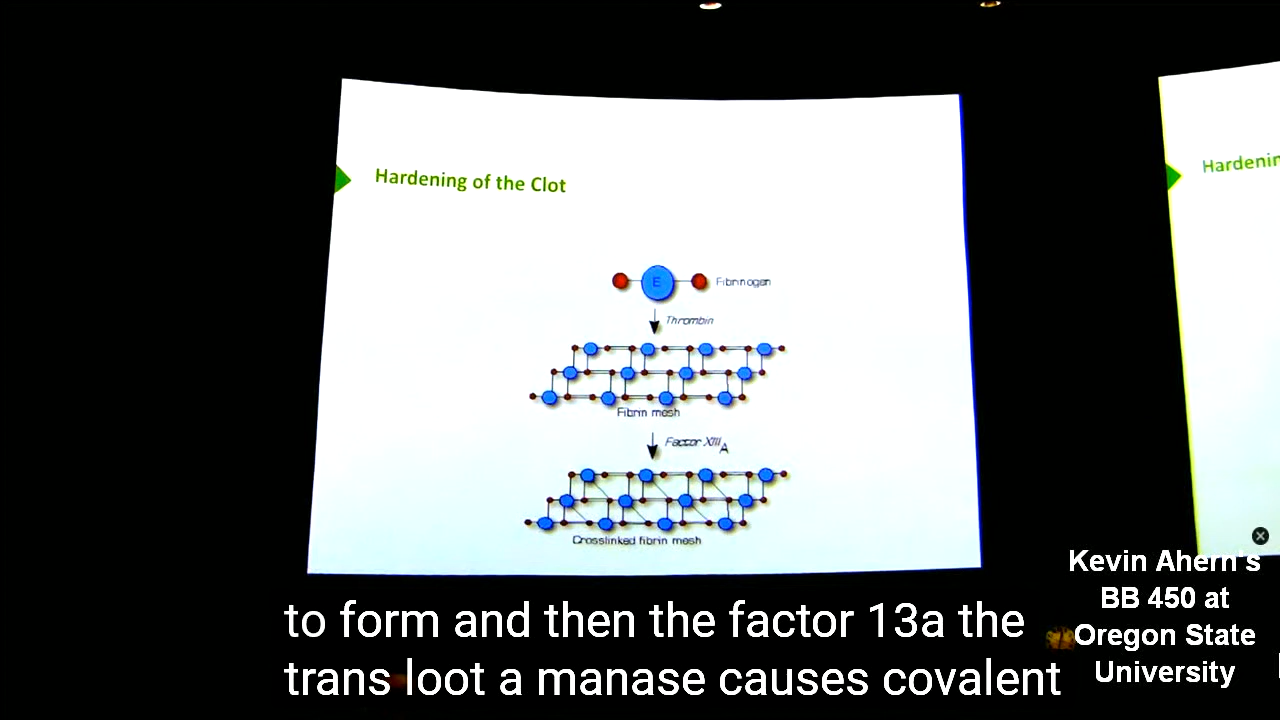 Hardening of the Clot
Hardenin
E
Fibrinogen
Thrombin
Fibrin mesh
Factor XIII A
Crosslinked fibrin mesh
to form and then the factor 13a the
trans loot a manase causes covalent
Kevin Ahern's
BB 450 at
Oregon State
University